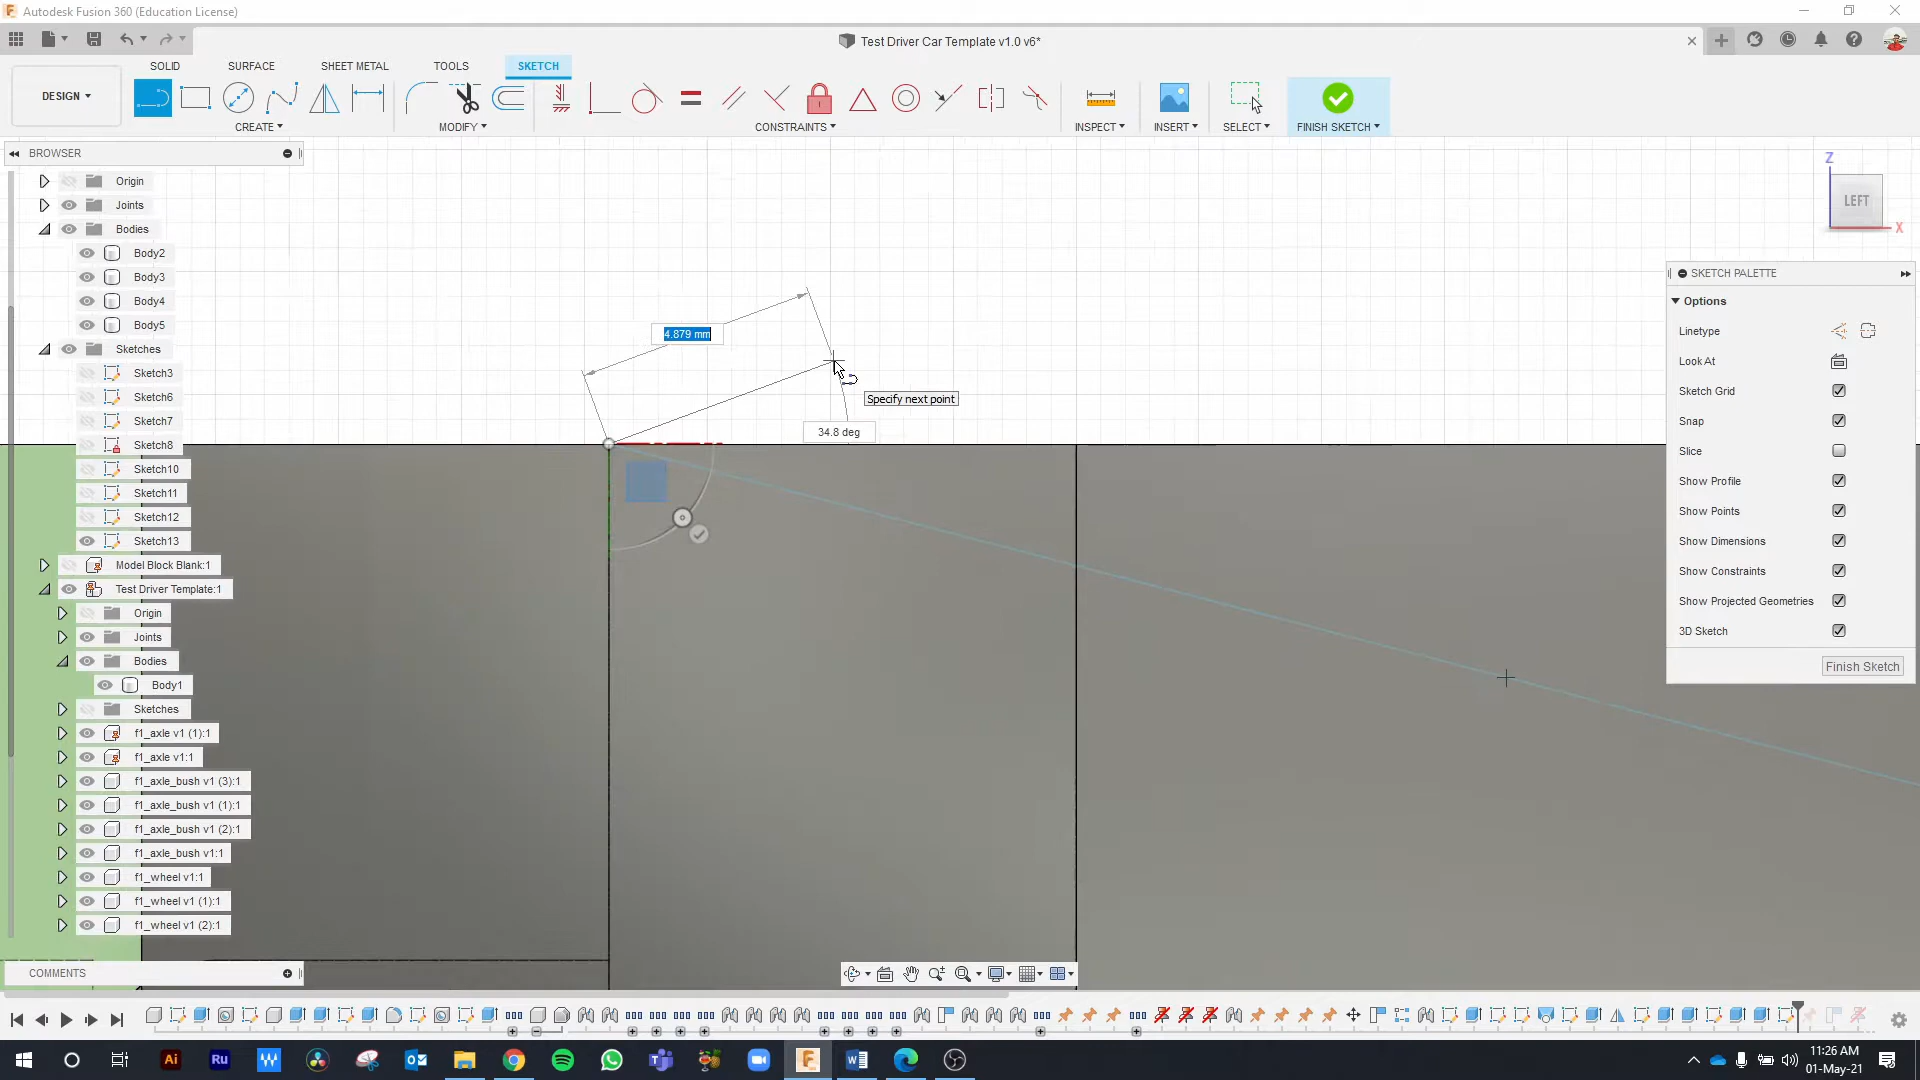 Autodesk Fusion 360 (Education License)
Test Driver Car Template v1.0 v6*
SOLID
SURFACE
SHEET METAL
TOOLS
SKETCH
DESIGN
CREATE
MODIFY
CONSTRAINTS
INSPECT
INSERT
SELECT
FINISH SKETCH
BROWSER
Origin
Joints
Bodies
Body2
Body3
Body4
Body5
Sketches
Sketch3
Sketch6
Sketch7
Sketch8
Sketch10
Sketch11
Sketch12
Sketch13
Model Block Blank:1
Test Driver Template:1
Origin
Joints
Bodies
Body1
Sketches
f1_axle v1 (1):1
f1_axle v1:1
f1_axle_bush v1 (3):1
f1_axle_bush v1 (1):1
f1_axle_bush v1 (2):1
f1_axle_bush v1:1
f1_wheel v1:1
f1_wheel v1 (1):1
f1_wheel v1 (2):1
COMMENTS
4.879 mm
Specify next point
34.8 deg
Z
LEFT
X
SKETCH PALETTE
Options
Linetype
Look At
Sketch Grid
Snap
Slice
Show Profile
Show Points
Show Dimensions
Show Constraints
Show Projected Geometries
3D Sketch
Finish Sketch
Ai
Ru
W
F
11:26 AM
01-May-21